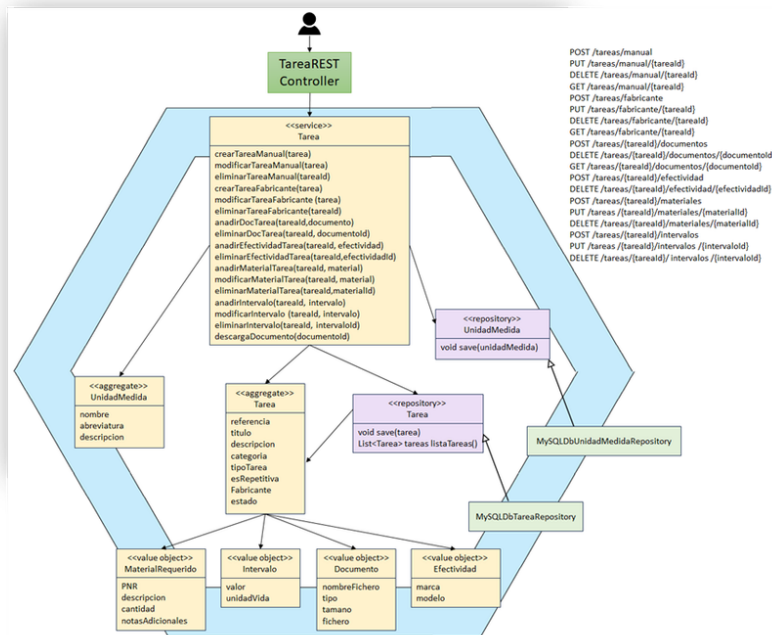 TareaREST
Controller
POST /tareas/manual
PUT /tareas/manual/{tareaId}
DELETE /tareas/manual/{tareaId}
GET /tareas/manual/{tareaId}
POST /tareas/fabricante
PUT /tareas/fabricante/{tareaId}
DELETE /tareas/fabricante/{tareaId}
GET /tareas/fabricante/{tareaId}
POST /tareas/{tareaId}/documentos
DELETE /tareas/{tareaId}/documentos/{documentoId
GET /tareas/{tareaId}/documentos/{documentoId}
POST /tareas/{tareaId}/efectividad
DELETE /tareas/{tareaId}/efectividad/{efectividadId}
POST /tareas/{tareaId}/materiales
PUT /tareas /{tareaId}/materiales/{materialId}
DELETE /tareas/{tareaId}/materiales/{materialId}
POST /tareas/{tareaId}/intervalos
PUT /tareas /{tareaId}/intervalos /{intervaloId}
DELETE /tareas/{tareaId}/ intervalos /{intervaloId}
<<service>>
Tarea
crearTareaManual(tarea)
modificarTareaManual(tarea)
eliminarTareaManual(tareaId)
crearTareaFabricante(tarea)
modificarTareaFabricante (tarea)
eliminarTareaFabricante(tareaId)
anadirDocTarea(tareaId,documento)
eliminarDocTarea(tareaId, documentoId)
anadirEfectividadTarea(tareaId, efectividad)
eliminarEfectividadTarea(tareaId,efectividadId)
anadirMaterialTarea(tareaId, material)
modificarMaterialTarea(tareaId, material)
eliminarMaterialTarea(tareaId,materialId)
anadirIntervalo(tareaId, intervalo)
modificarIntervalo (tareaId, intervalo)
eliminarIntervalo(tareaId, intervaloId)
descargaDocumento(documentoId)
<<repository>>
UnidadMedida
void save(unidadMedida)
<<aggregate>>
UnidadMedida
nombre
abreviatura
descripcion
<<aggregate>>
Tarea
referencia
titulo
descripcion
categoria
tipoTarea
esRepetitiva
Fabricante
estado
<<repository>>
Tarea
void save(tarea)
List<Tarea> tareas listaTareas()
MySQLDbUnidadMedidaRepository
MySQLDbTareaRepository
<<value object>>
MaterialRequerido
PNR
descripcion
cantidad
notasAdicionales
<<value object>>
Intervalo
valor
unidadVida
<<value object>>
Documento
nombreFichero
tipo
tamano
fichero
<<value object>>
Efectividad
marca
modelo